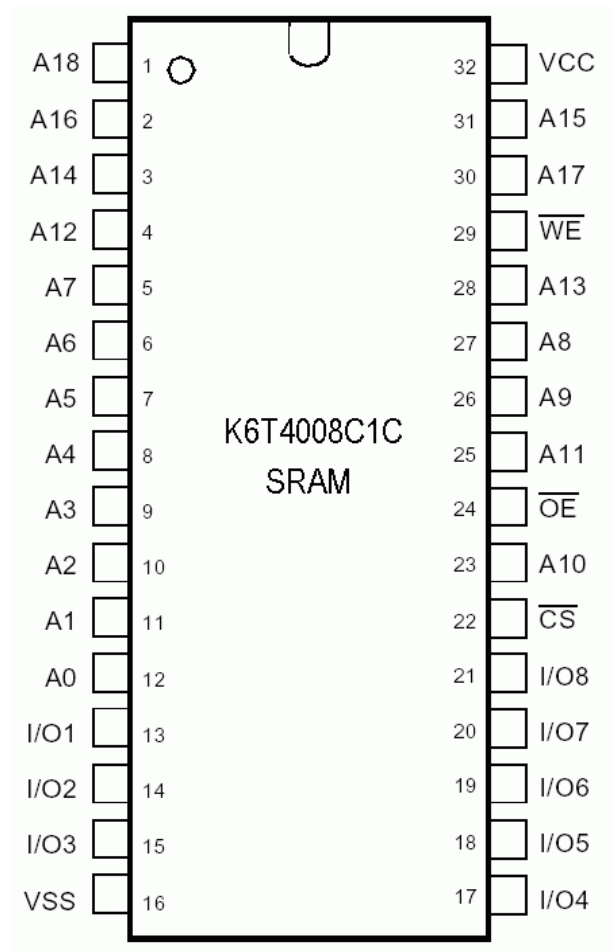 A18 1 32 VCC
A16 2 31 A15
A14 3 30 A17
A12 4 29 W̅E̅
A7 5 28 A13
A6 6 27 A8
A5 7 26 A9
A4 8 25 A11
A3 9 24 O̅E̅
A2 10 23 A10
A1 11 22 C̅S̅
A0 12 21 I/O8
I/O1 13 20 I/O7
I/O2 14 19 I/O6
I/O3 15 18 I/O5
VSS 16 17 I/O4
K6T4008C1C
SRAM